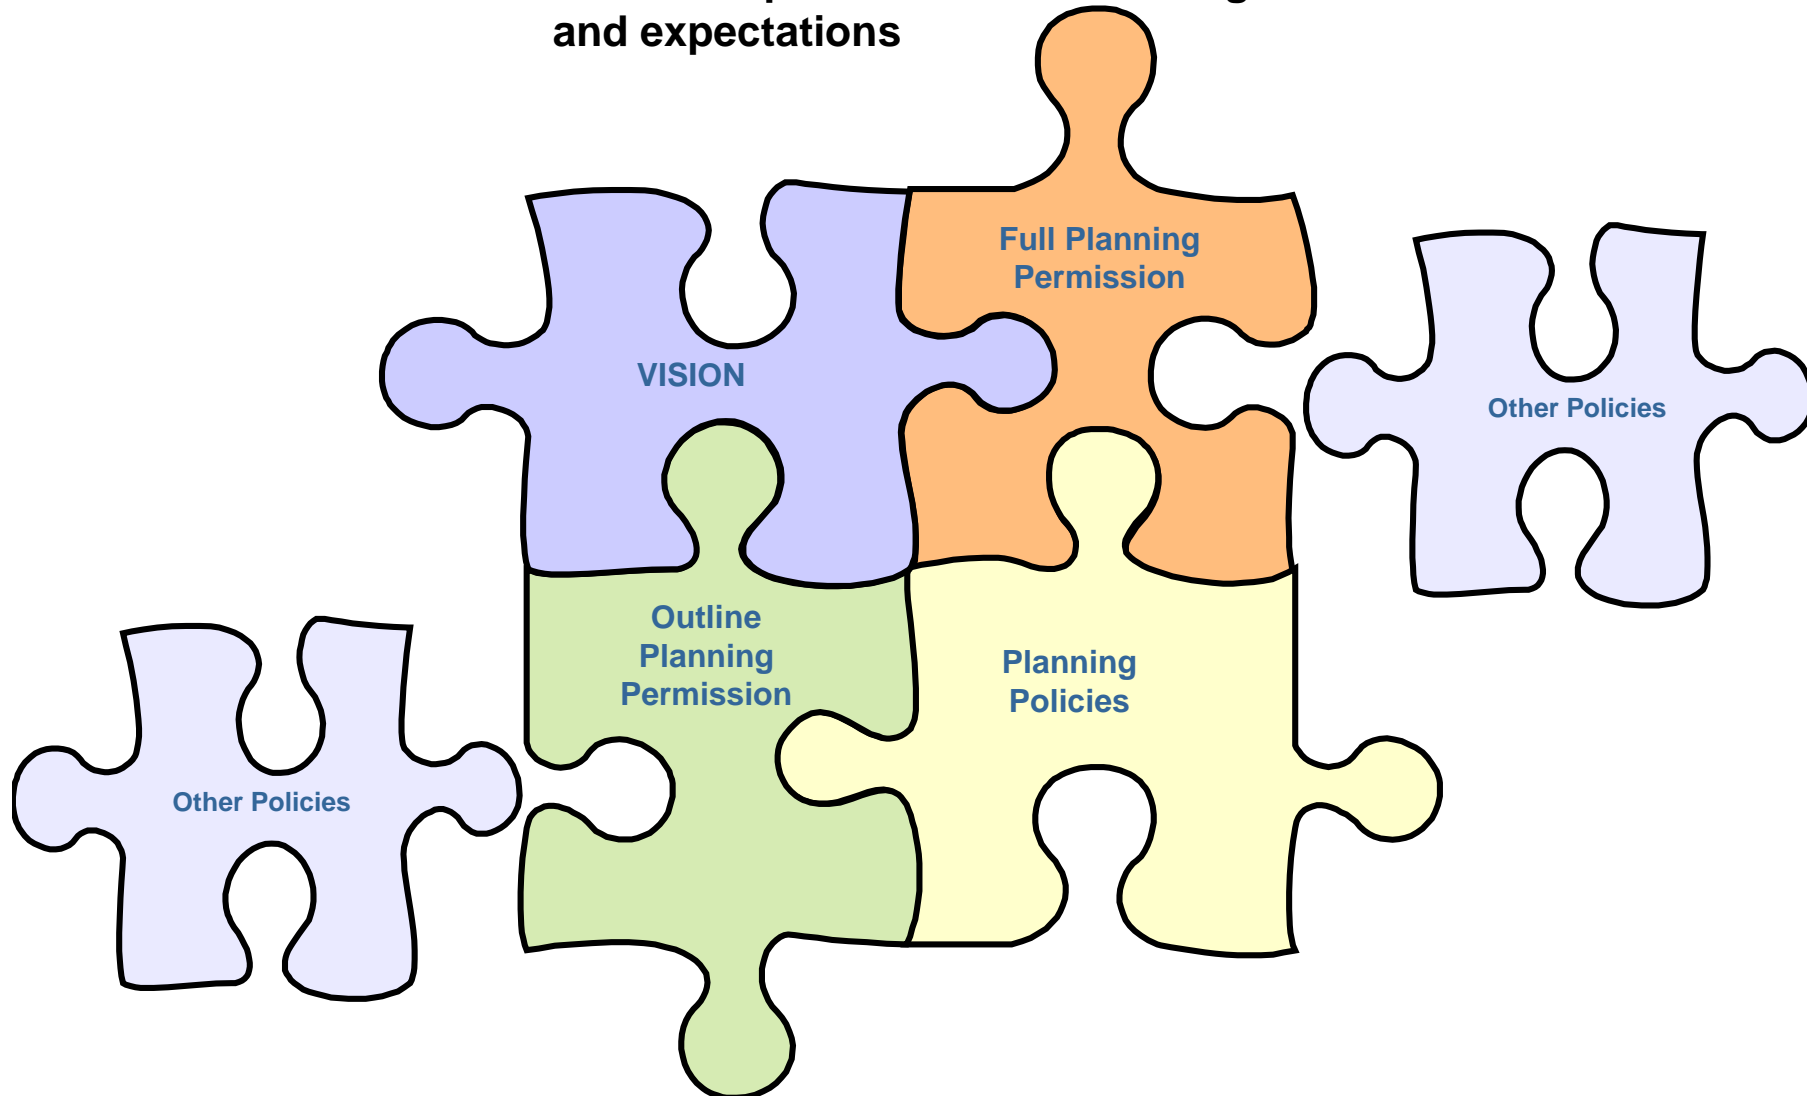 and expectations
Full Planning
Permission
VISION
Other Policies
Outline
Planning
Permission
Planning
Policies
Other Policies